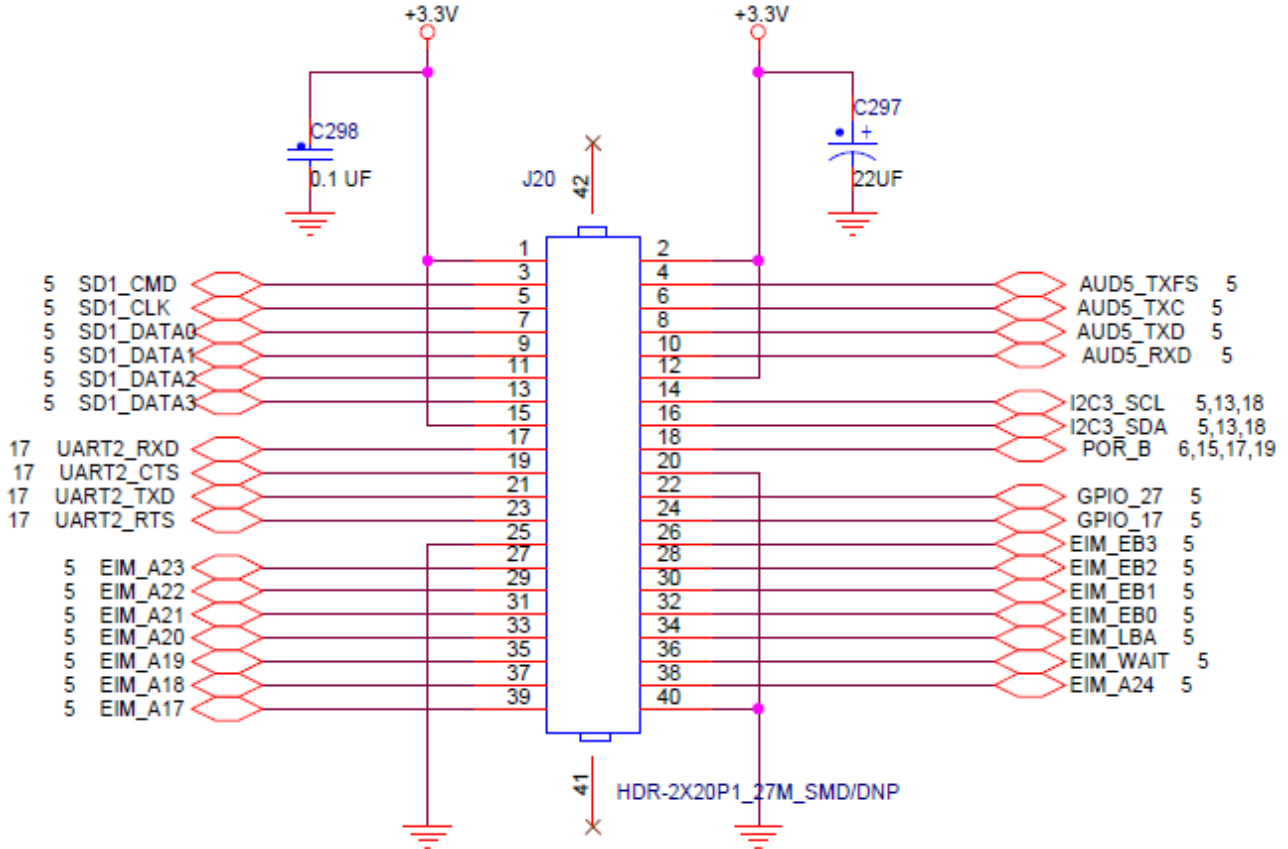 +3.3V +3.3V
C298 C297
0.1 UF J20 42 22UF
1 2
5 SD1_CMD 3 4 AUD5_TXFS 5
5 SD1_CLK 5 6 AUD5_TXC 5
5 SD1_DATA0 7 8 AUD5_TXD 5
5 SD1_DATA1 9 10 AUD5_RXD 5
5 SD1_DATA2 11 12
5 SD1_DATA3 13 14 I2C3_SCL 5,13,18
15 16 I2C3_SDA 5,13,18
17 UART2_RXD 17 18 POR_B 6,15,17,19
17 UART2_CTS 19 20
17 UART2_TXD 21 22 GPIO_27 5
17 UART2_RTS 23 24 GPIO_17 5
25 26 EIM_EB3 5
5 EIM_A23 27 28 EIM_EB2 5
5 EIM_A22 29 30 EIM_EB1 5
5 EIM_A21 31 32 EIM_EB0 5
5 EIM_A20 33 34 EIM_LBA 5
5 EIM_A19 35 36 EIM_WAIT 5
5 EIM_A18 37 38 EIM_A24 5
5 EIM_A17 39 40
41 HDR-2X20P1_27M_SMD/DNP